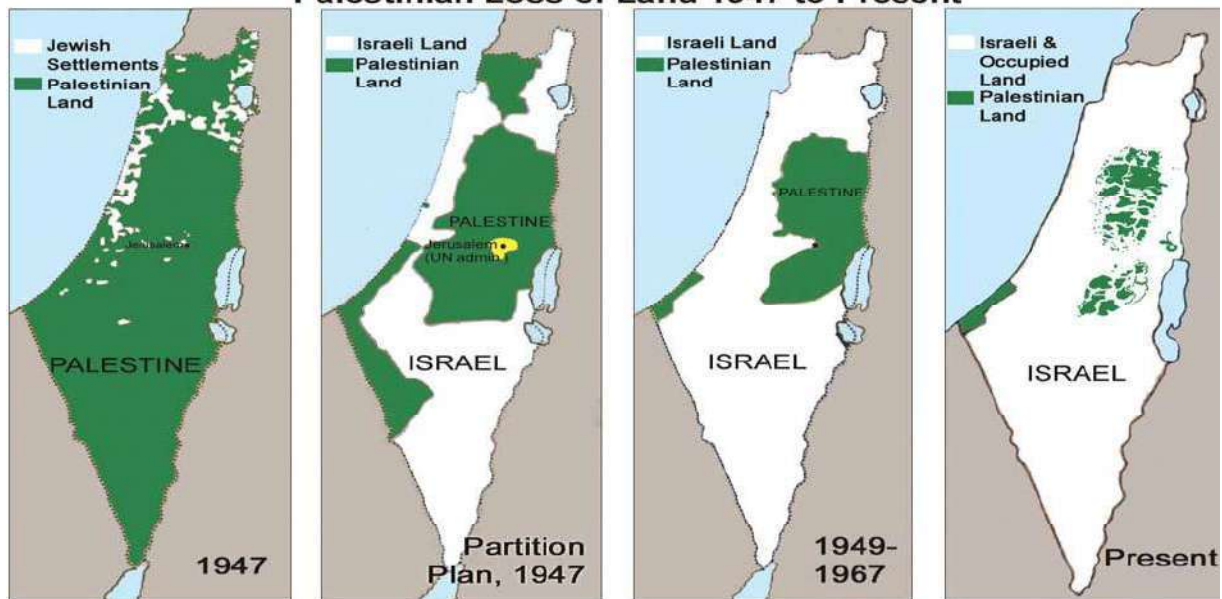 Palestinian Loss of Land 1947 to Present
Jewish
Settlements
Palestinian
Land
Jerusalem
PALESTINE
1947
Israeli Land
Palestinian
Land
PALESTINE
Jerusalem
(UN admin.)
ISRAEL
Partition
Plan, 1947
Israeli Land
Palestinian
Land
PALESTINE
ISRAEL
1949-
1967
Israeli &
Occupied
Land
Palestinian
Land
ISRAEL
Present